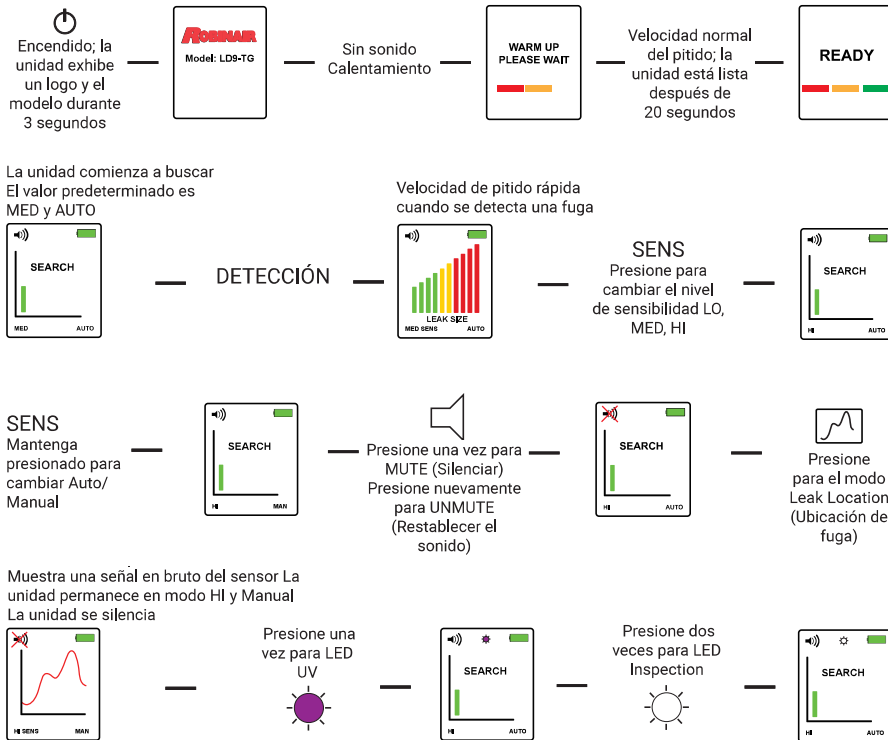 Encendido; la
unidad exhibe
un logo y el
modelo durante
3 segundos
ROBINAIR
Model: LD9-TG
Sin sonido
Calentamiento
WARM UP
PLEASE WAIT
Velocidad normal
del pitido; la
unidad está lista
después de
20 segundos
READY
La unidad comienza a buscar
El valor predeterminado es
MED y AUTO
SEARCH
MED AUTO
DETECCIÓN
Velocidad de pitido rápida
cuando se detecta una fuga
LEAK SIZE
MED SENS AUTO
SENS
Presione para
cambiar el nivel
de sensibilidad LO,
MED, HI
SEARCH
HI AUTO
SENS
Mantenga
presionado para
cambiar Auto/
Manual
SEARCH
HI MAN
Presione una vez para
MUTE (Silenciar)
Presione nuevamente
para UNMUTE
(Restablecer el
sonido)
SEARCH
HI AUTO
Presione
para el modo
Leak Location
(Ubicación de
fuga)
Muestra una señal en bruto del sensor La
unidad permanece en modo HI y Manual
La unidad se silencia
HI SENS MAN
Presione una
vez para LED
UV
SEARCH
HI AUTO
Presione dos
veces para LED
Inspection
SEARCH
HI AUTO